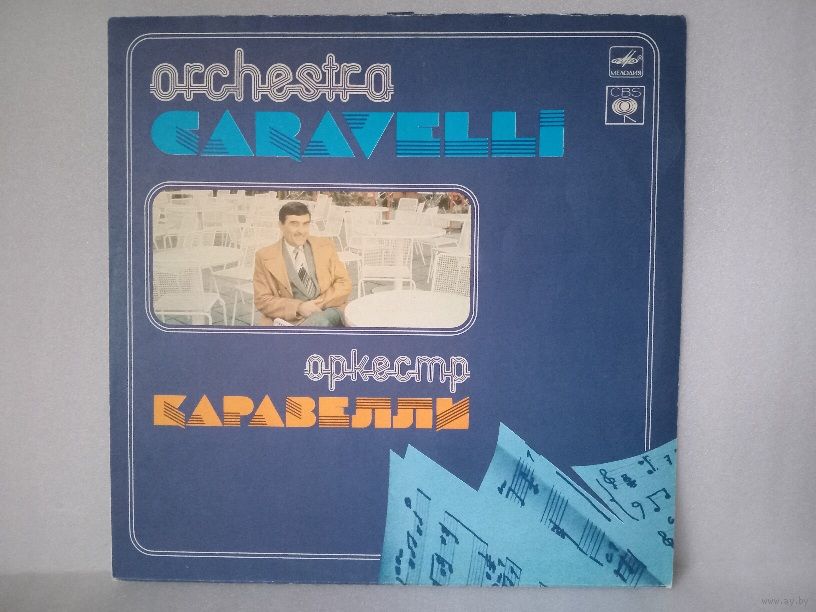 orchestra
CARAVELLI
МЕЛОДИЯ
CBS
оркестр
КАРАВЕЛЛИ
www.ay.by